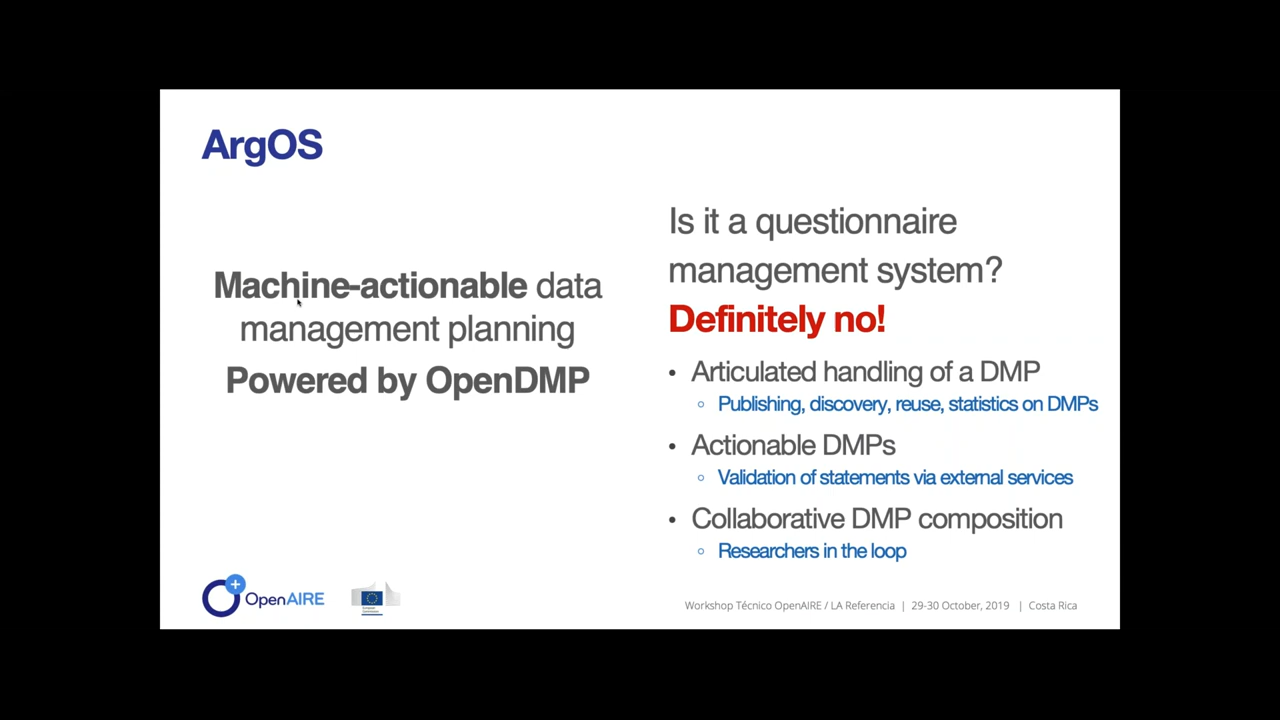 ArgOS
Machine-actionable data
management planning
Powered by OpenDMP
Is it a questionnaire
management system?
Definitely no!
• Articulated handling of a DMP
◦ Publishing, discovery, reuse, statistics on DMPs
• Actionable DMPs
◦ Validation of statements via external services
• Collaborative DMP composition
◦ Researchers in the loop
OpenAIRE
Workshop Técnico OpenAIRE / LA Referencia | 29-30 October, 2019 | Costa Rica